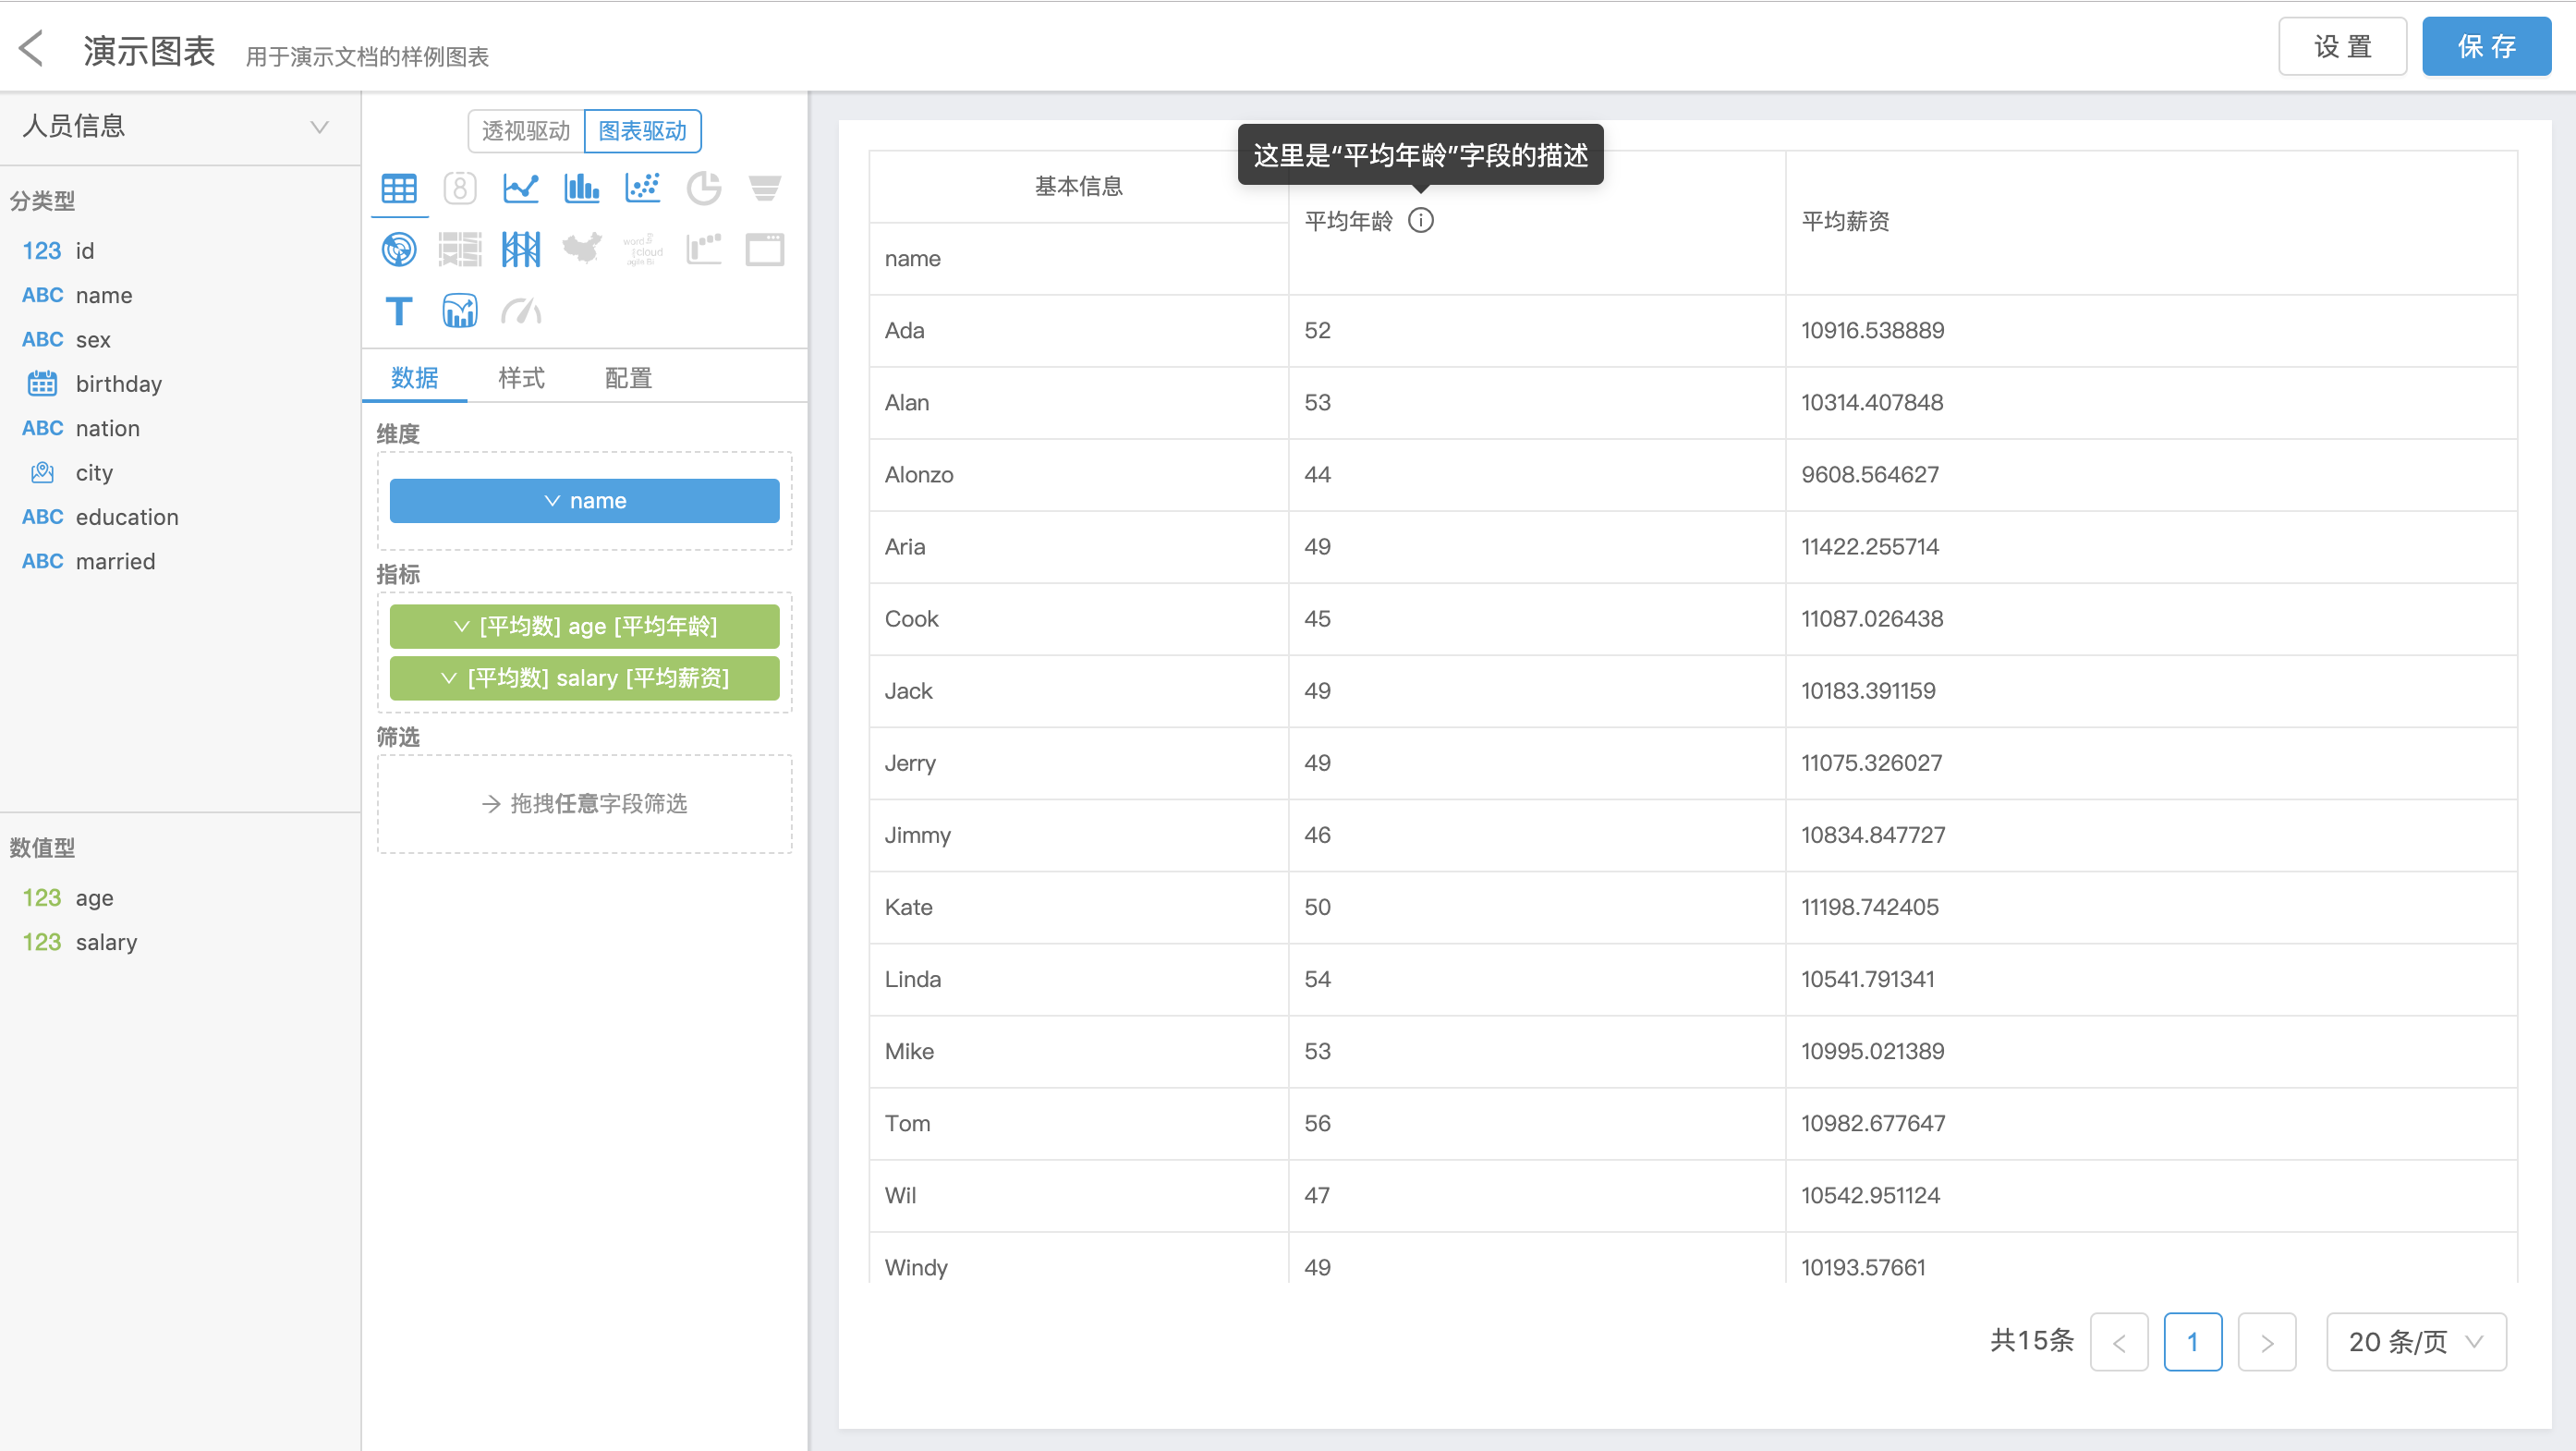 演示图表 用于演示文档的样例图表
设 置 保 存
人员信息
分类型
123 id
ABC name
ABC sex
birthday
ABC nation
city
ABC education
ABC married
数值型
123 age
123 salary
透视驱动 图表驱动
8
word
cloud
T
数据 样式 配置
维度
name
指标
[平均数] age [平均年龄]
[平均数] salary [平均薪资]
筛选
拖拽任意字段筛选
这里是“平均年龄”字段的描述
基本信息
name 平均年龄 平均薪资
Ada 52 10916.538889
Alan 53 10314.407848
Alonzo 44 9608.564627
Aria 49 11422.255714
Cook 45 11087.026438
Jack 49 10183.391159
Jerry 49 11075.326027
Jimmy 46 10834.847727
Kate 50 11198.742405
Linda 54 10541.791341
Mike 53 10995.021389
Tom 56 10982.677647
Wil 47 10542.951124
Windy 49 10193.57661
共15条 < 1 > 20 条/页